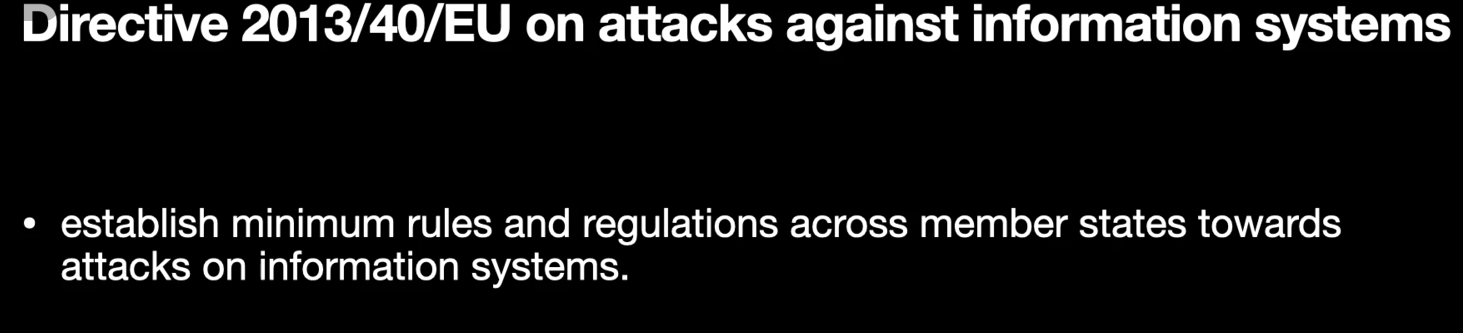 Directive 2013/40/EU on attacks against information systems
• establish minimum rules and regulations across member states towards
attacks on information systems.